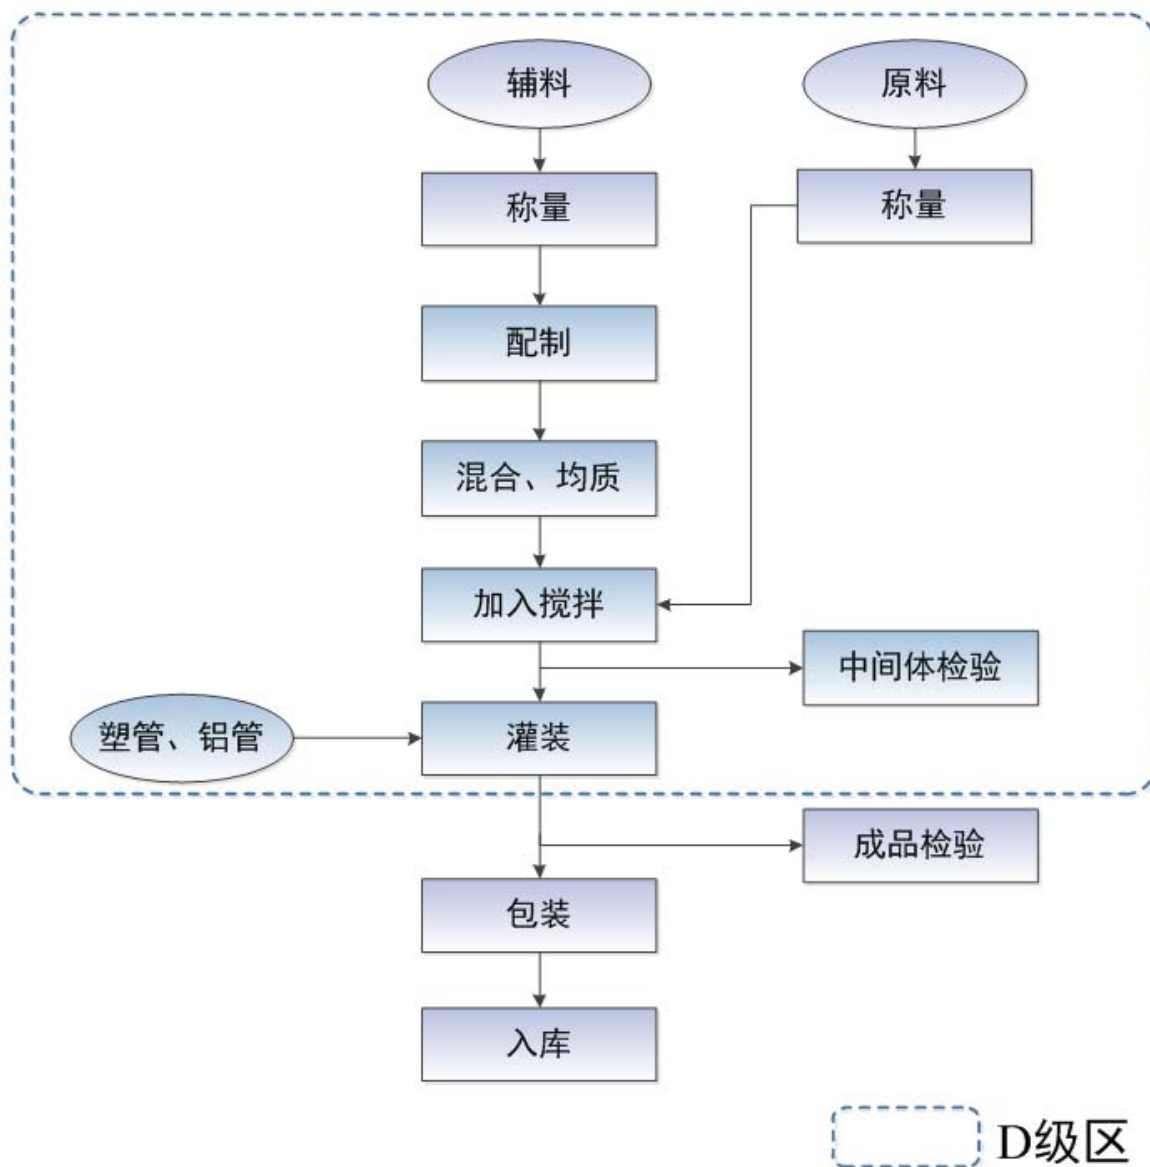 辅料
原料
称量
称量
配制
混合、均质
加入搅拌
中间体检验
塑管、铝管
灌装
成品检验
包装
入库
D级区